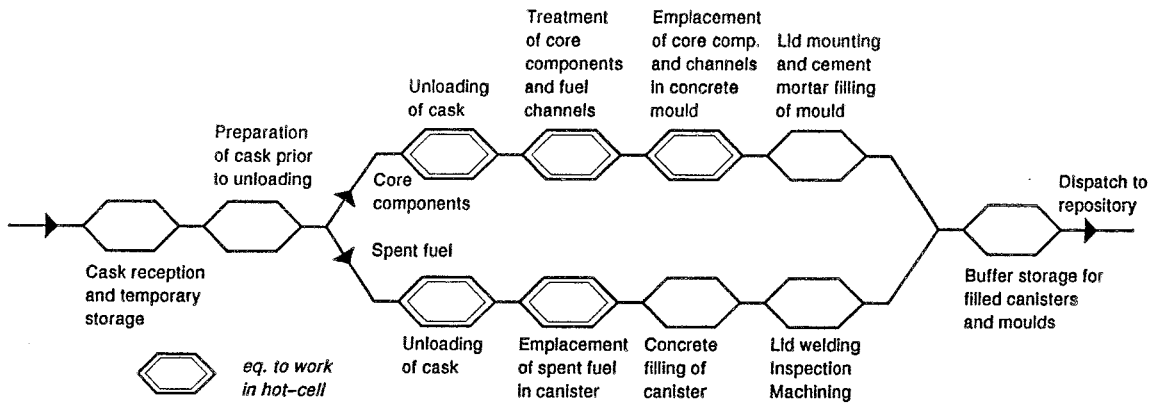 Treatment
of core
components
and fuel
channels
Emplacement
of core comp.
and channels
in concrete
mould
Lid mounting
and cement
mortar filling
of mould
Unloading
of cask
Preparation
of cask prior
to unloading
Core
components
Dispatch to
repository
Spent fuel
Cask reception
and temporary
storage
Buffer storage for
filled canisters
and moulds
Unloading
of cask
Emplacement
of spent fuel
in canister
Concrete
filling of
canister
Lid welding
Inspection
Machining
eq. to work
in hot-cell